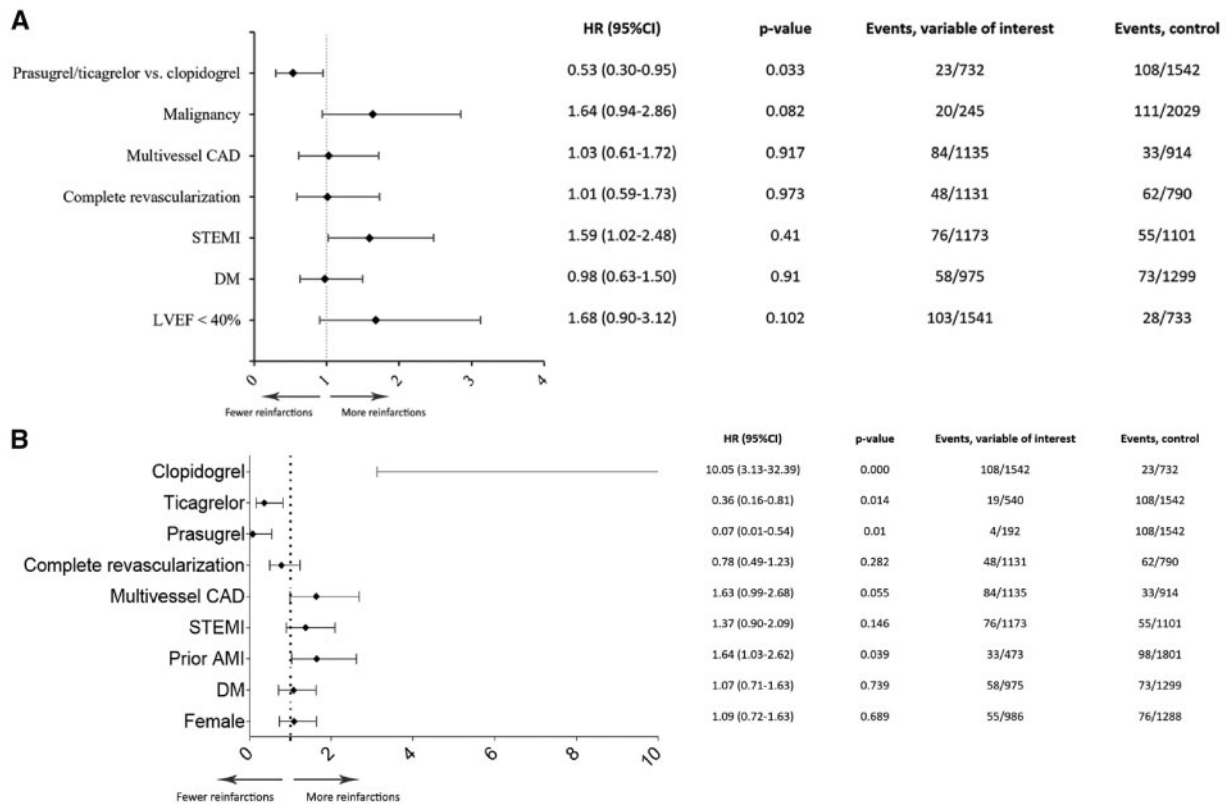 A
HR (95%CI) p-value Events, variable of interest Events, control
Prasugrel/ticagrelor vs. clopidogrel 0.53 (0.30-0.95) 0.033 23/732 108/1542
Malignancy 1.64 (0.94-2.86) 0.082 20/245 111/2029
Multivessel CAD 1.03 (0.61-1.72) 0.917 84/1135 33/914
Complete revascularization 1.01 (0.59-1.73) 0.973 48/1131 62/790
STEMI 1.59 (1.02-2.48) 0.41 76/1173 55/1101
DM 0.98 (0.63-1.50) 0.91 58/975 73/1299
LVEF < 40% 1.68 (0.90-3.12) 0.102 103/1541 28/733
0 1 2 3 4
Fewer reinfarctions More reinfarctions
B
HR (95%CI) p-value Events, variable of interest Events, control
Clopidogrel 10.05 (3.13-32.39) 0.000 108/1542 23/732
Ticagrelor 0.36 (0.16-0.81) 0.014 19/540 108/1542
Prasugrel 0.07 (0.01-0.54) 0.01 4/192 108/1542
Complete revascularization 0.78 (0.49-1.23) 0.282 48/1131 62/790
Multivessel CAD 1.63 (0.99-2.68) 0.055 84/1135 33/914
STEMI 1.37 (0.90-2.09) 0.146 76/1173 55/1101
Prior AMI 1.64 (1.03-2.62) 0.039 33/473 98/1801
DM 1.07 (0.71-1.63) 0.739 58/975 73/1299
Female 1.09 (0.72-1.63) 0.689 55/986 76/1288
0 2 4 6 8 10
Fewer reinfarctions More reinfarctions